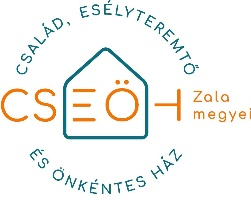 CSALÁD, ESÉLYTEREMTŐ
CSEÖH
Zala
megyei
ÉS ÖNKÉNTES HÁZ